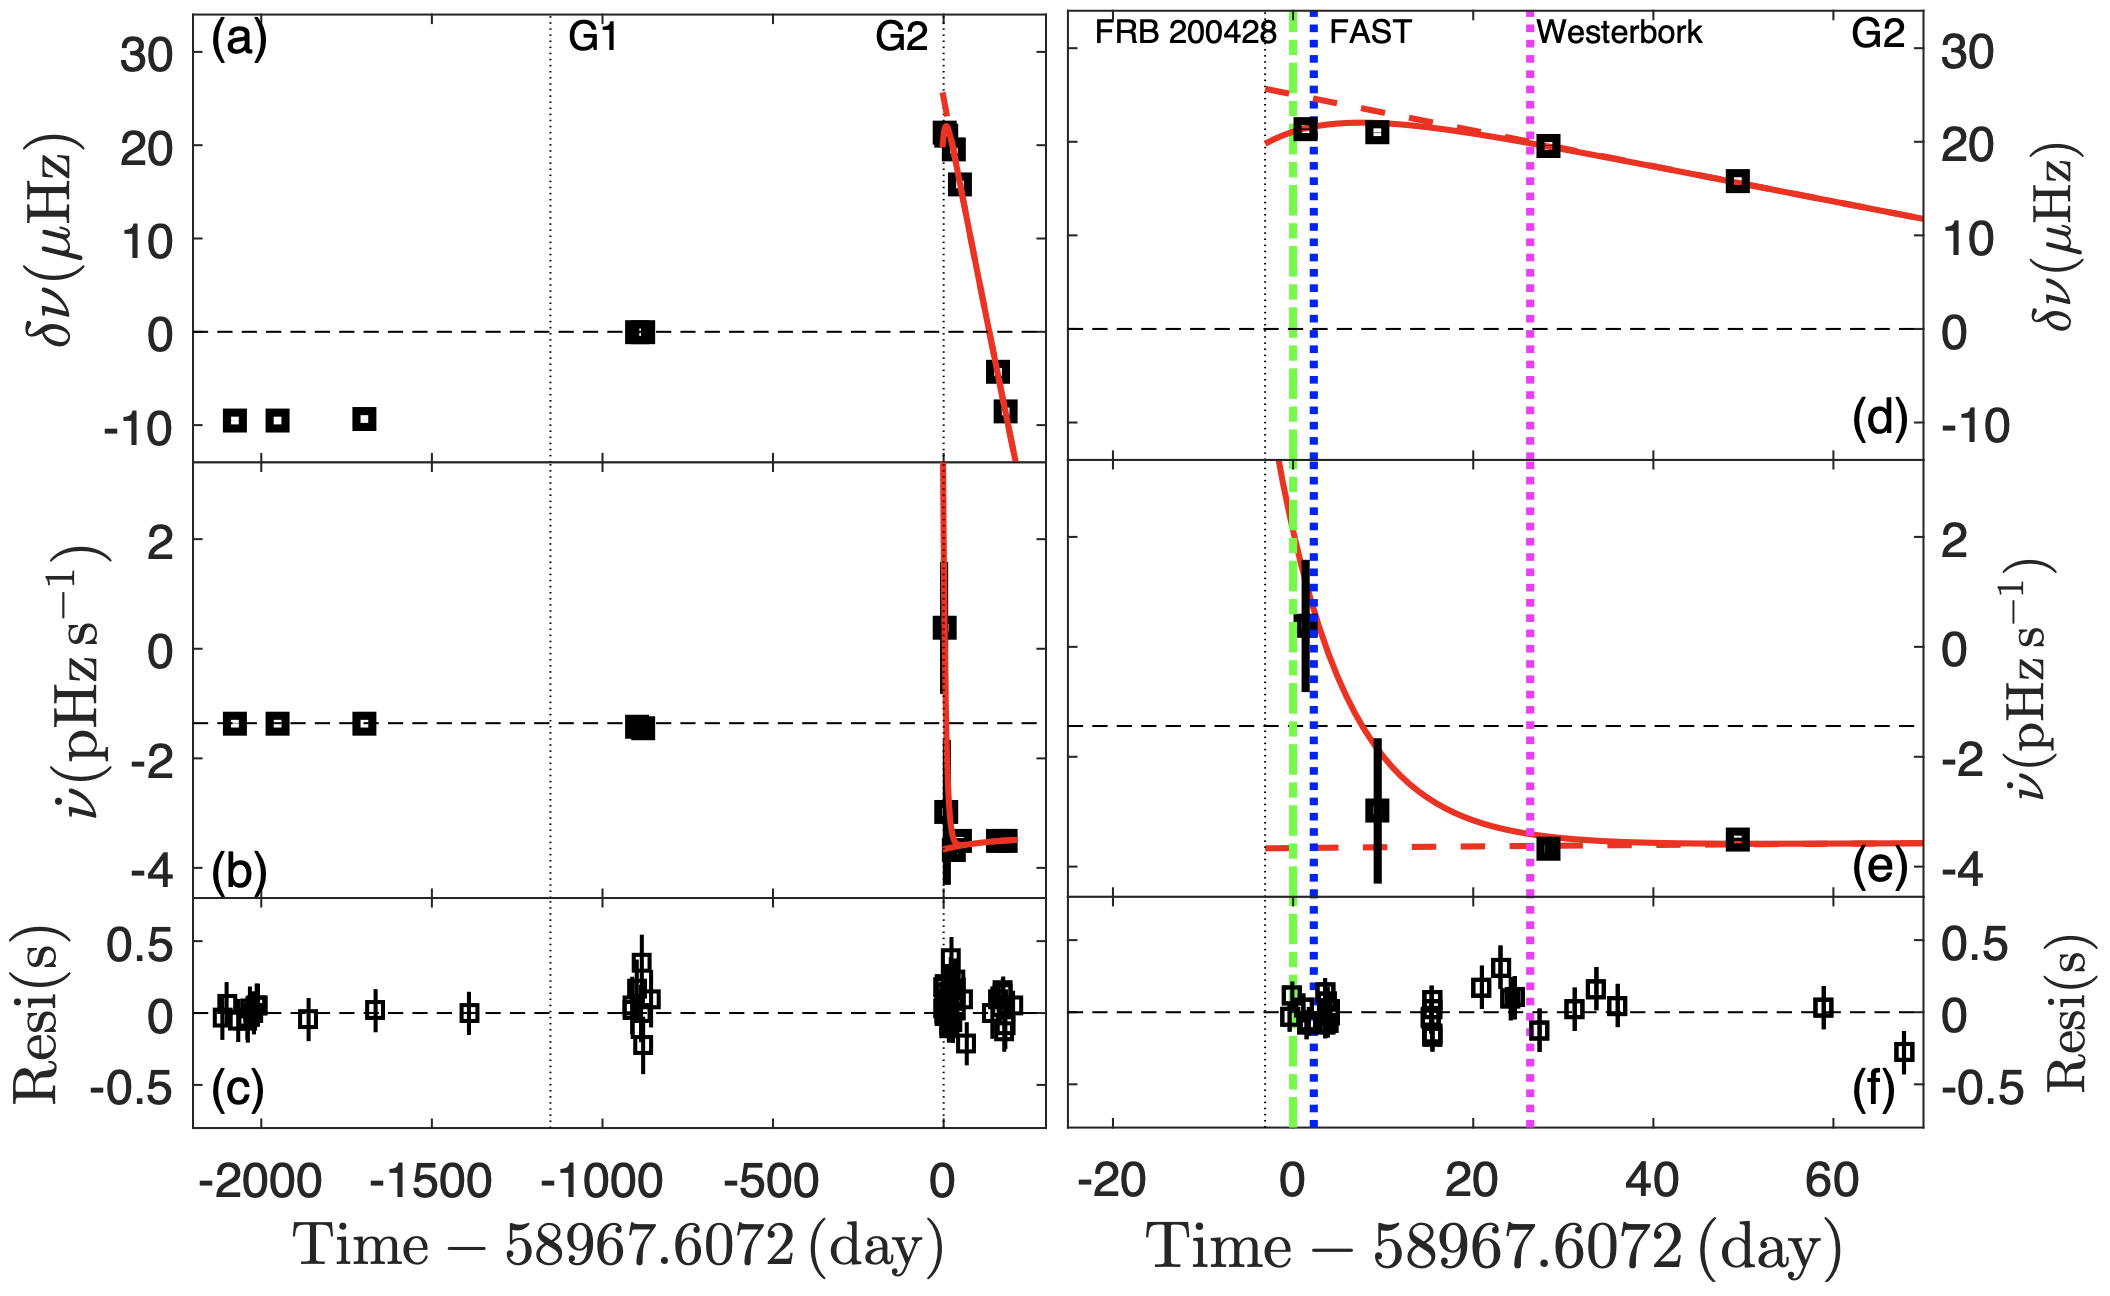 (a) G1 G2
30
20
10
0
-10
δν(μHz)
FRB 200428 FAST Westerbork G2
30
20
10
0
-10
δν(μHz)
(d)
2
0
-2
-4
ν̇(pHz s⁻¹)
(b)
2
0
-2
-4
ν̇(pHz s⁻¹)
(e)
0.5
0
-0.5
Resi(s)
(c)
0.5
0
-0.5
Resi(s)
(f)
-2000 -1500 -1000 -500 0
Time − 58967.6072 (day)
-20 0 20 40 60
Time − 58967.6072 (day)